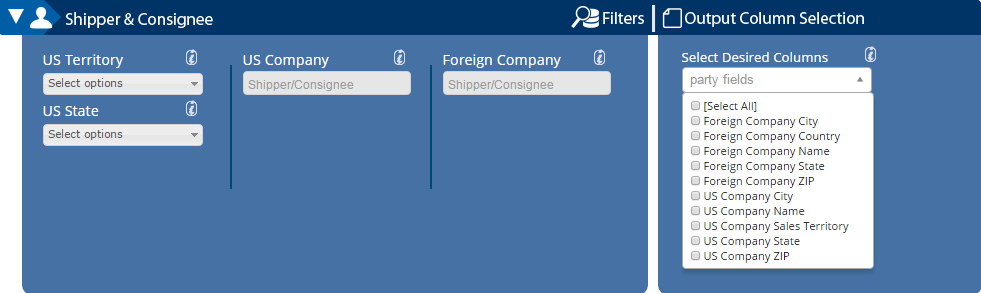 Shipper & Consignee
Filters
Output Column Selection
US Territory
Select options
US State
Select options
US Company
Shipper/Consignee
Foreign Company
Shipper/Consignee
Select Desired Columns
party fields
[Select All]
Foreign Company City
Foreign Company Country
Foreign Company Name
Foreign Company State
Foreign Company ZIP
US Company City
US Company Name
US Company Sales Territory
US Company State
US Company ZIP